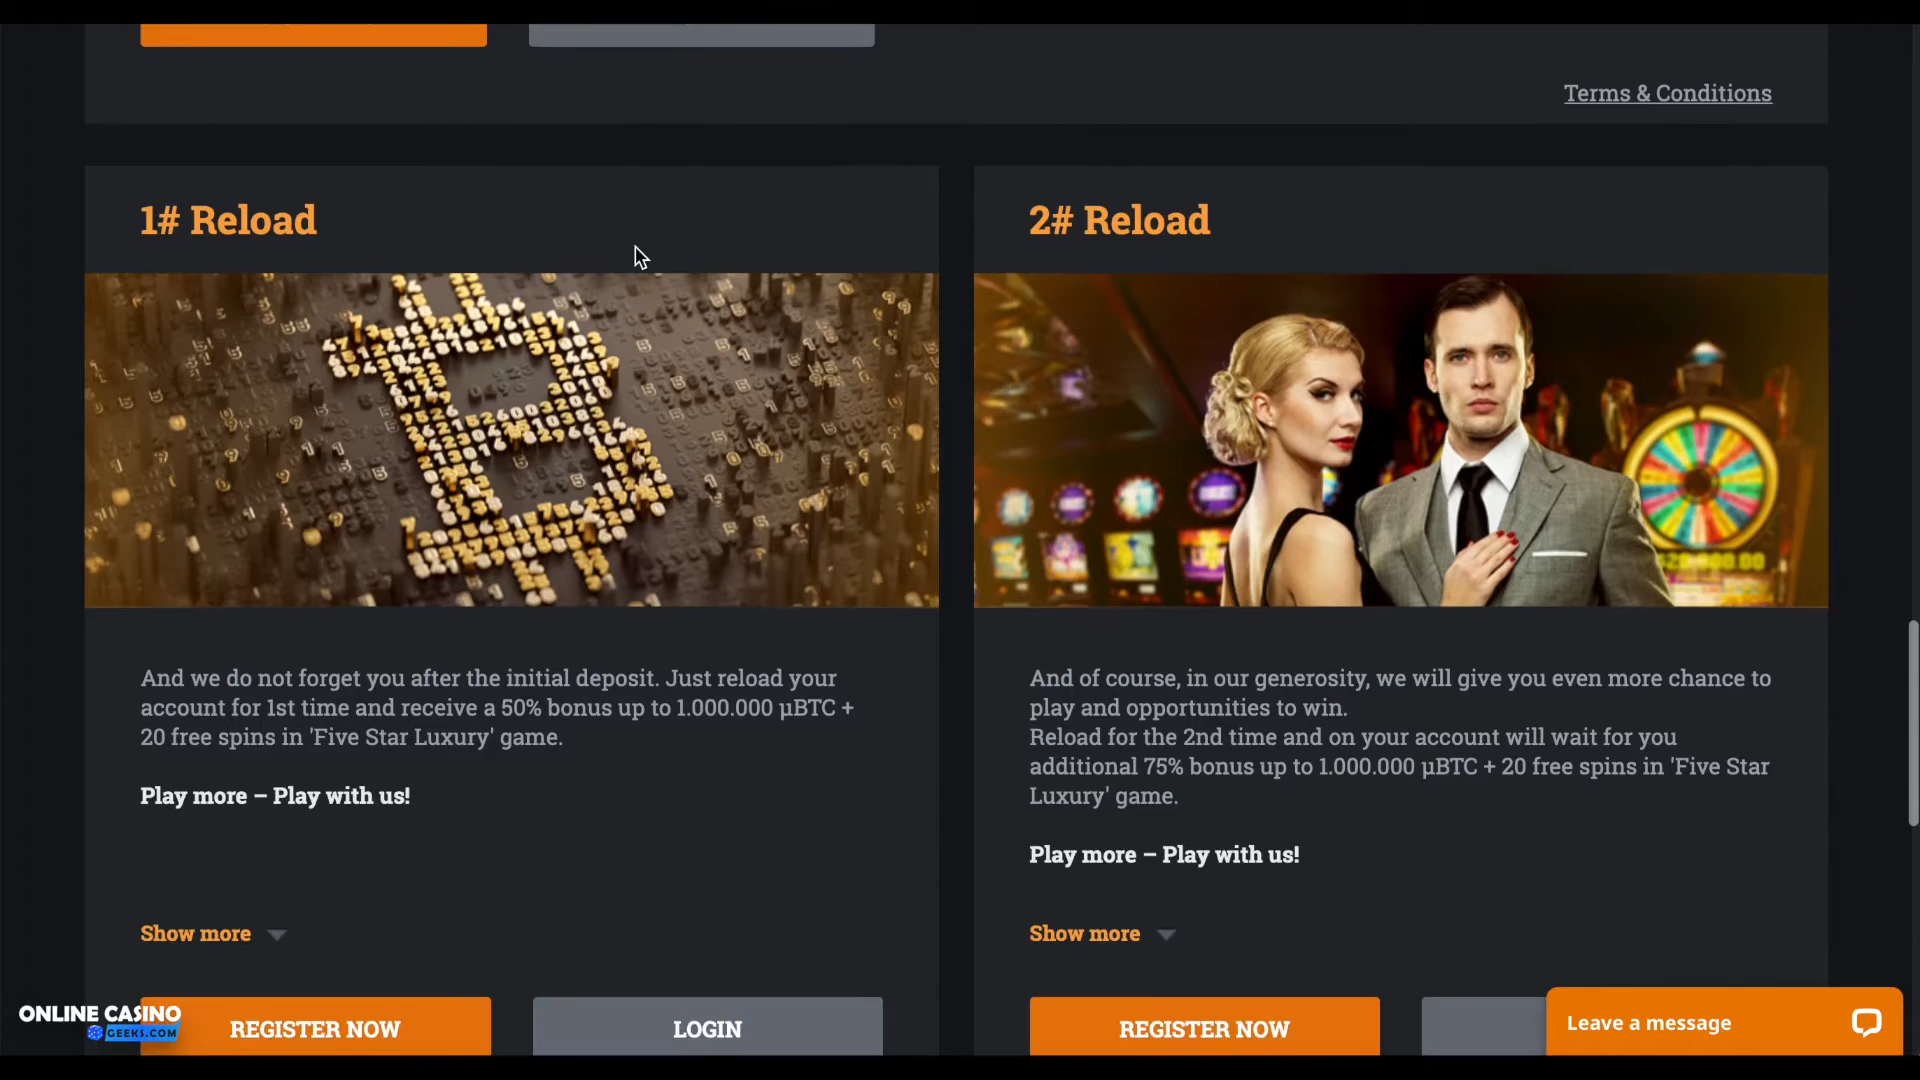 Terms & Conditions
1# Reload
2# Reload
And we do not forget you after the initial deposit. Just reload your
account for 1st time and receive a 50% bonus up to 1.000.000 µBTC +
20 free spins in 'Five Star Luxury' game.
Play more – Play with us!
Show more
REGISTER NOW
LOGIN
And of course, in our generosity, we will give you even more chance to
play and opportunities to win.
Reload for the 2nd time and on your account will wait for you
additional 75% bonus up to 1.000.000 µBTC + 20 free spins in 'Five Star
Luxury' game.
Play more – Play with us!
Show more
REGISTER NOW
Leave a message
ONLINE CASINO
GEEKS.COM